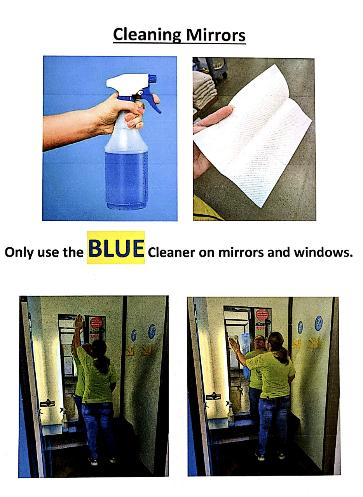 Cleaning Mirrors
Only use the BLUE Cleaner on mirrors and windows.